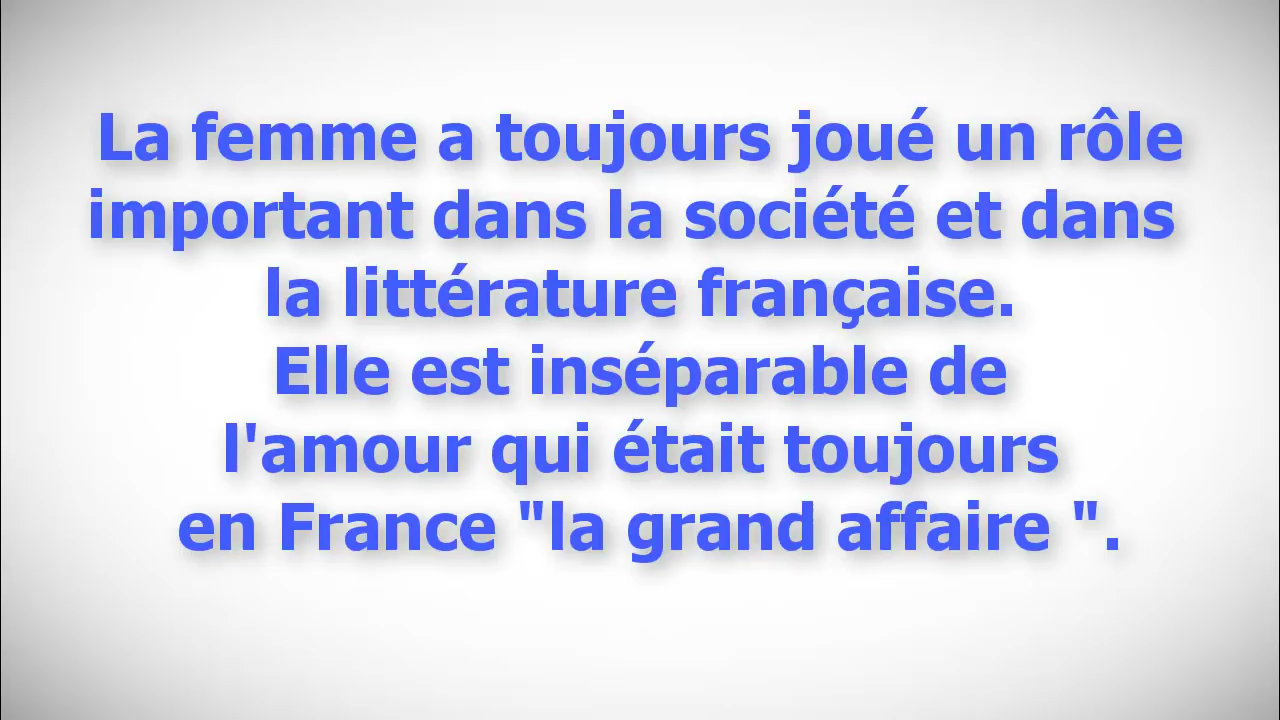 La femme a toujours joué un rôle
important dans la société et dans
la littérature française.
Elle est inséparable de
l'amour qui était toujours
en France "la grand affaire ".